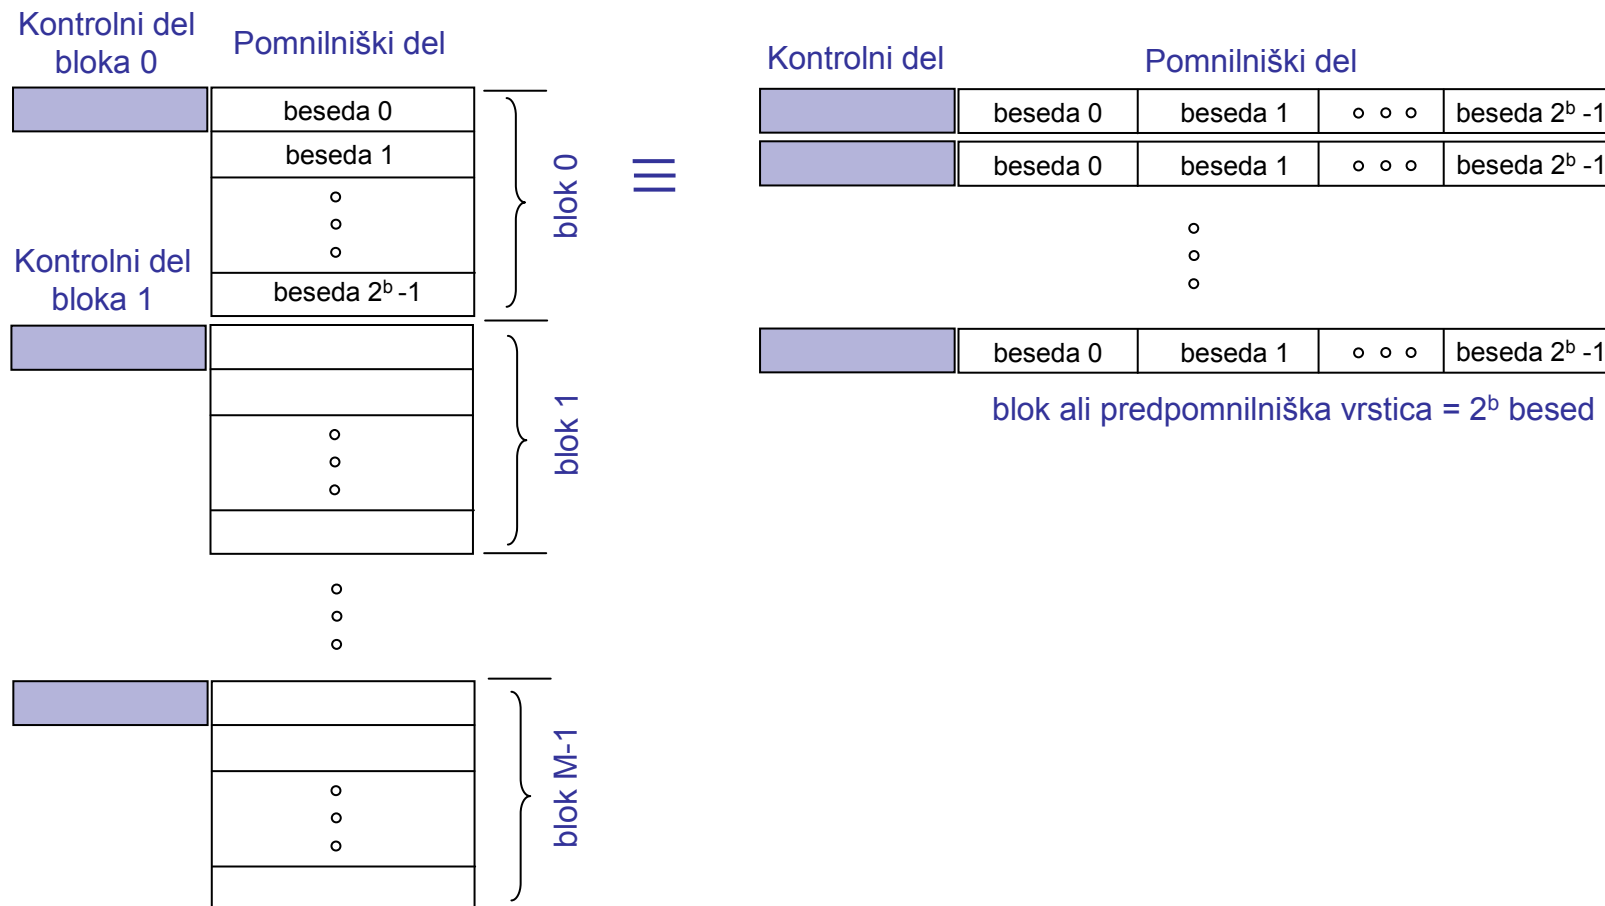 Kontrolni del
bloka 0
Pomnilniški del
beseda 0
beseda 1
beseda 2ᵇ -1
blok 0
Kontrolni del
bloka 1
blok 1
blok M-1
≡
Kontrolni del
Pomnilniški del
beseda 0 beseda 1 beseda 2ᵇ -1
beseda 0 beseda 1 beseda 2ᵇ -1
beseda 0 beseda 1 beseda 2ᵇ -1
blok ali predpomnilniška vrstica = 2ᵇ besed